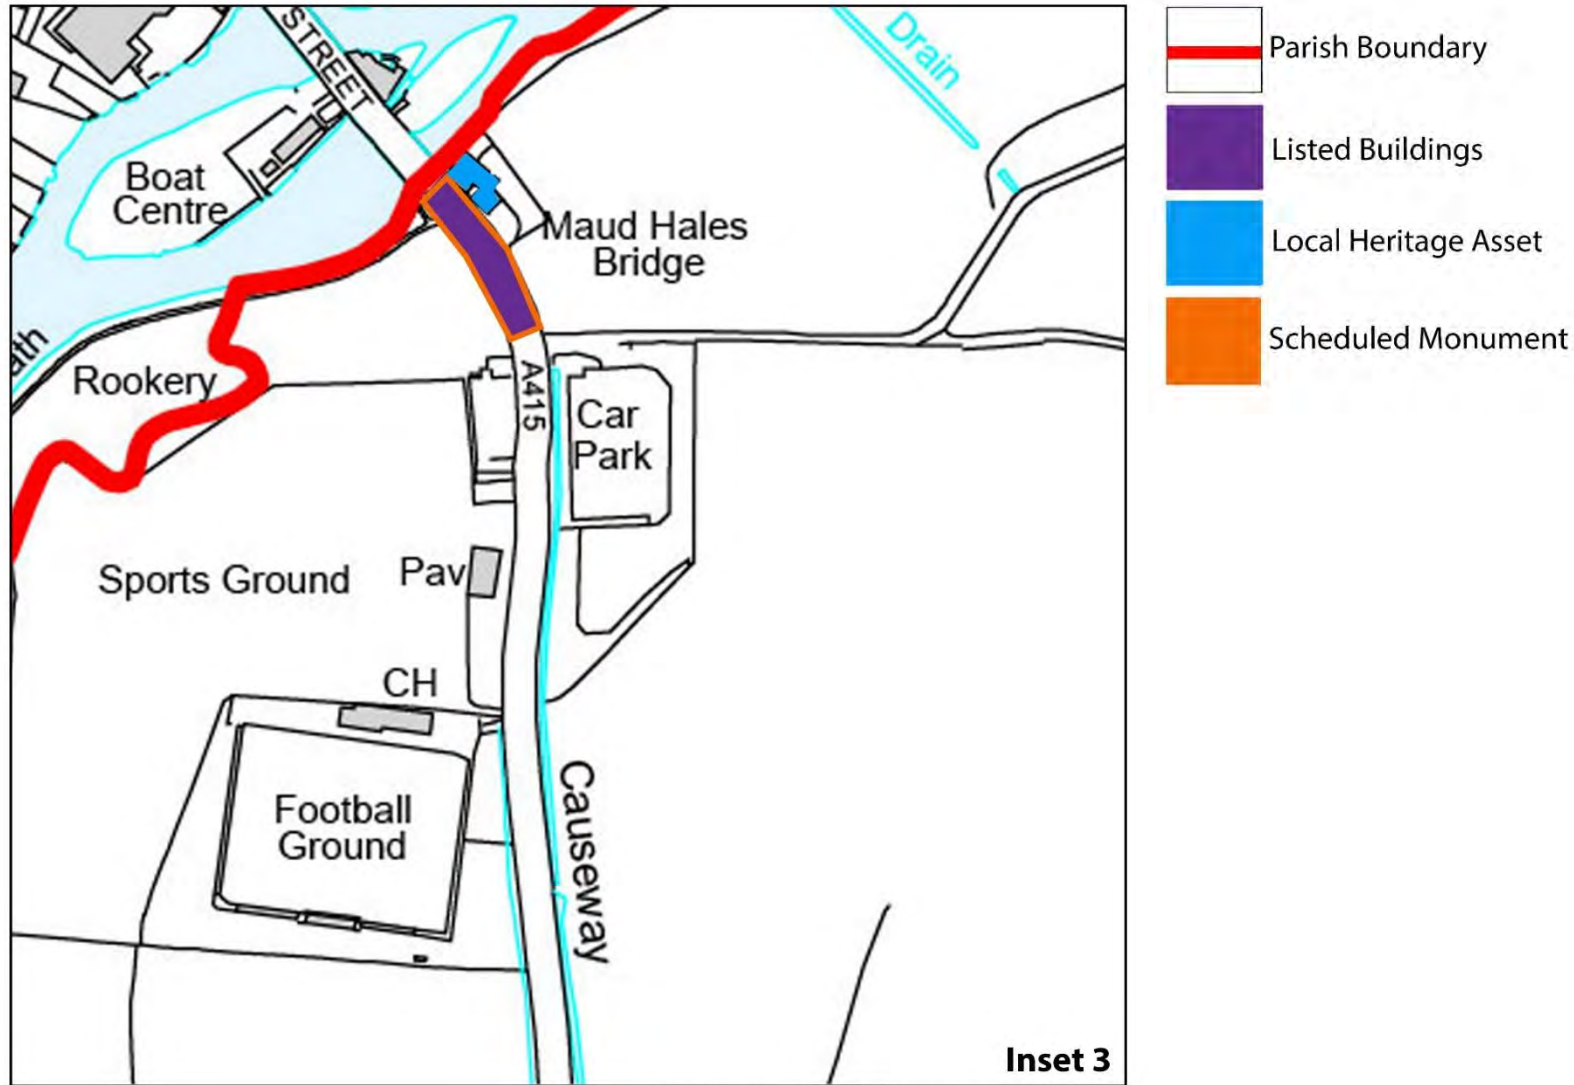 STREET
Drain
Boat
Centre
Maud Hales
Bridge
ath
Rookery
A415
Car
Park
Sports Ground
Pav
CH
Football
Ground
Causeway
Inset 3
Parish Boundary
Listed Buildings
Local Heritage Asset
Scheduled Monument